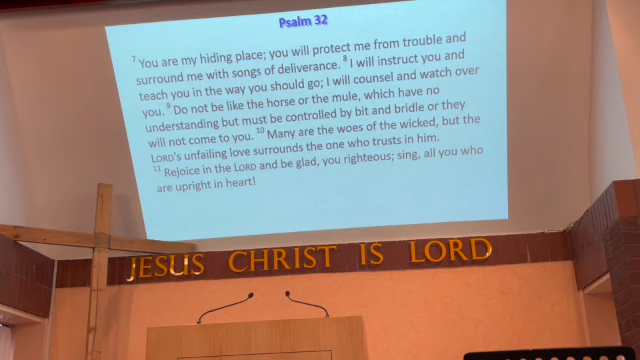 Psalm 32
7 You are my hiding place; you will protect me from trouble and
surround me with songs of deliverance. 8 I will instruct you and
teach you in the way you should go; I will counsel and watch over
you. 9 Do not be like the horse or the mule, which have no
understanding but must be controlled by bit and bridle or they
will not come to you. 10 Many are the woes of the wicked, but the
LORD's unfailing love surrounds the one who trusts in him.
11 Rejoice in the LORD and be glad, you righteous; sing, all you who
are upright in heart!
JESUS CHRIST IS LORD